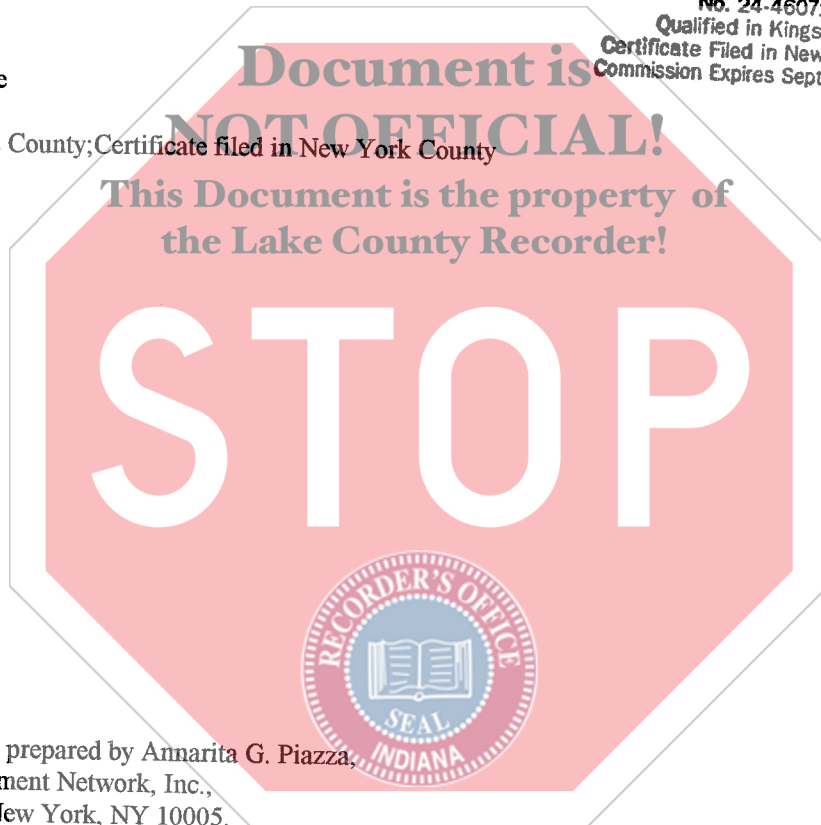 No. 24-4607
Qualified in Kings
Certificate Filed in New
Commission Expires Sept
Document is
e
NOT OFFICIAL!
County;Certificate filed in New York County
This Document is the property of
the Lake County Recorder!
STOP
RECORDER'S OFFICE
SEAL
INDIANA
prepared by Annarita G. Piazza,
ment Network, Inc.,
New York, NY 10005.